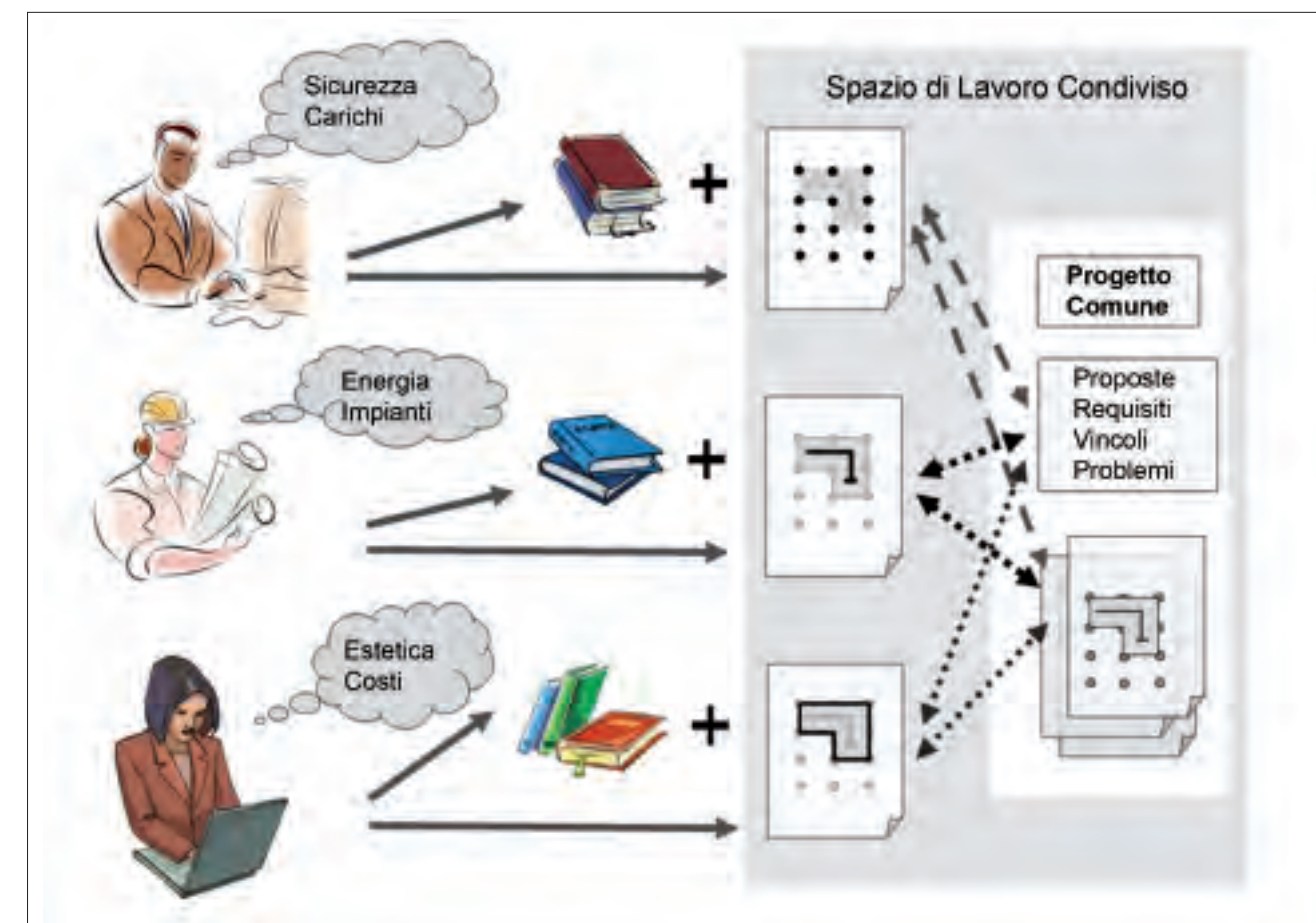 Sicurezza
Carichi
Spazio di Lavoro Condiviso
Progetto
Comune
Energia
Impianti
Proposte
Requisiti
Vincoli
Problemi
Estetica
Costi